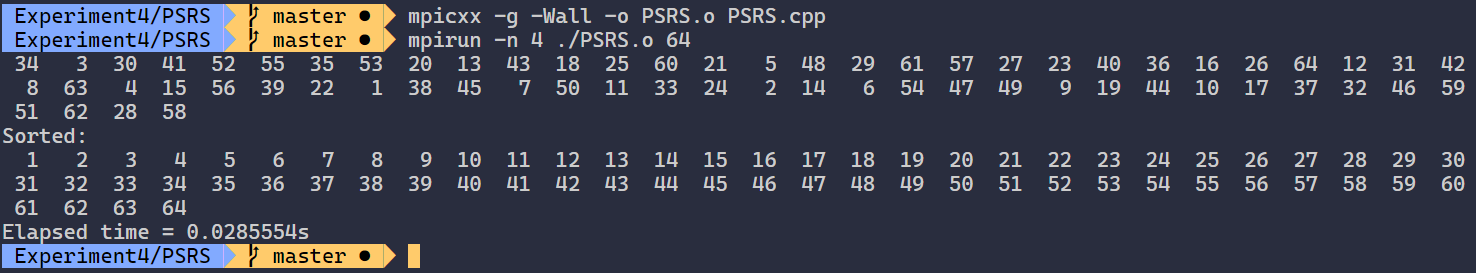 Experiment4/PSRS master ● mpicxx -g -Wall -o PSRS.o PSRS.cpp
Experiment4/PSRS master ● mpirun -n 4 ./PSRS.o 64
34 3 30 41 52 55 35 53 20 13 43 18 25 60 21 5 48 29 61 57 27 23 40 36 16 26 64 12 31 42
8 63 4 15 56 39 22 1 38 45 7 50 11 33 24 2 14 6 54 47 49 9 19 44 10 17 37 32 46 59
51 62 28 58
Sorted:
1 2 3 4 5 6 7 8 9 10 11 12 13 14 15 16 17 18 19 20 21 22 23 24 25 26 27 28 29 30
31 32 33 34 35 36 37 38 39 40 41 42 43 44 45 46 47 48 49 50 51 52 53 54 55 56 57 58 59 60
61 62 63 64
Elapsed time = 0.0285554s
Experiment4/PSRS master ●